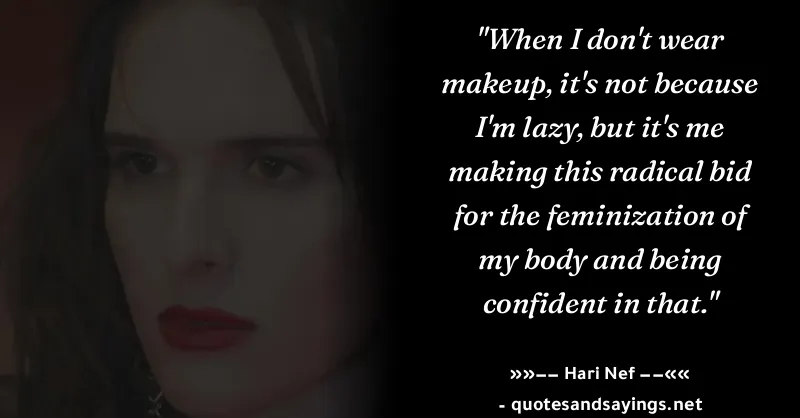 "When I don't wear
makeup, it's not because
I'm lazy, but it's me
making this radical bid
for the feminization of
my body and being
confident in that."
»»−− Hari Nef −−««
- quotesandsayings.net